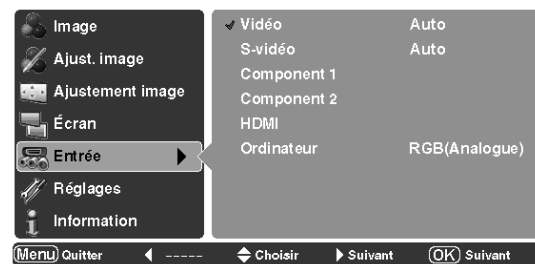 Image
Ajust. image
Ajustement image
Écran
Entrée
Réglages
Information
Vidéo Auto
S-vidéo Auto
Component 1
Component 2
HDMI
Ordinateur RGB(Analogue)
Menu Quitter ----- Choisir Suivant OK Suivant